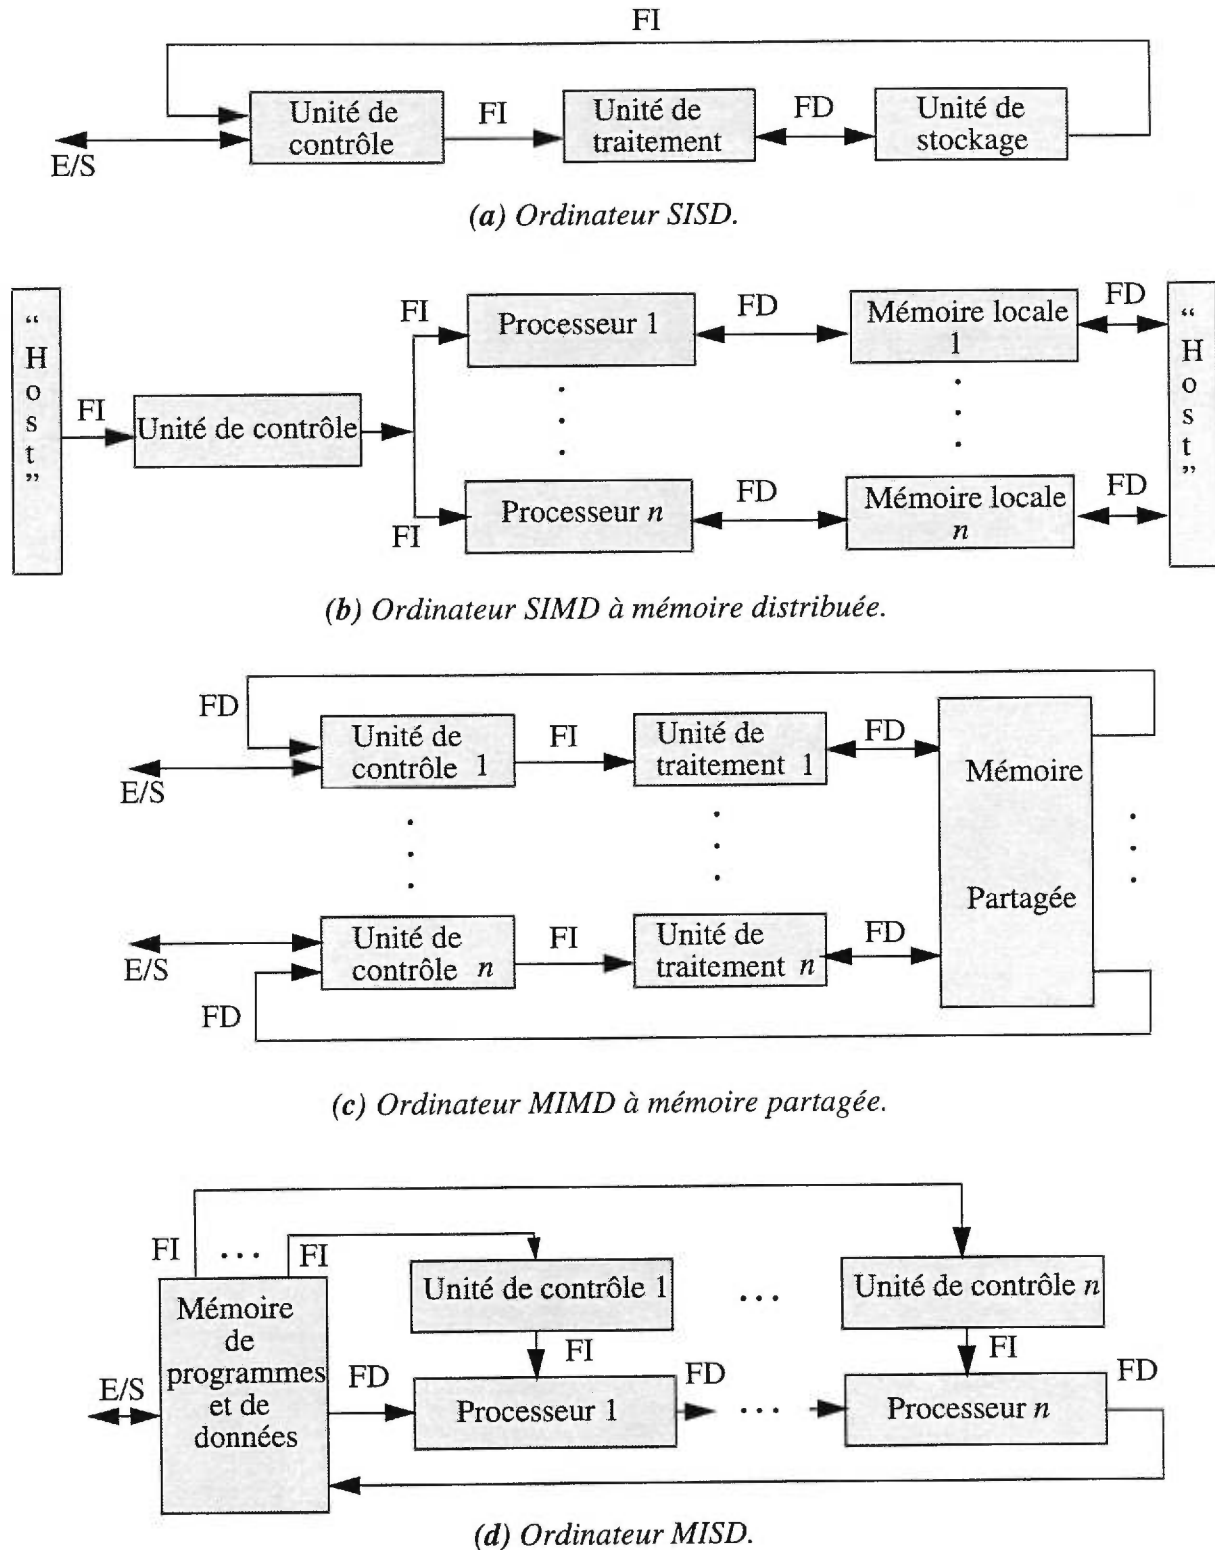 FI
Unité de
contrôle
FI
Unité de
traitement
FD
Unité de
stockage
E/S
(a) Ordinateur SISD.
“
H
o
s
t
”
FI
Unité de contrôle
FI
FI
Processeur 1
FD
Mémoire locale
1
FD
Processeur n
FD
Mémoire locale
n
FD
“
H
o
s
t
”
(b) Ordinateur SIMD à mémoire distribuée.
FD
Unité de
contrôle 1
FI
Unité de
traitement 1
FD
E/S
Mémoire
Partagée
Unité de
contrôle n
FI
Unité de
traitement n
FD
E/S
FD
(c) Ordinateur MIMD à mémoire partagée.
FI
...
FI
Unité de contrôle 1
...
Unité de contrôle n
Mémoire
de
programmes
et de
données
E/S
FD
FI
Processeur 1
FD
...
FI
Processeur n
FD
(d) Ordinateur MISD.